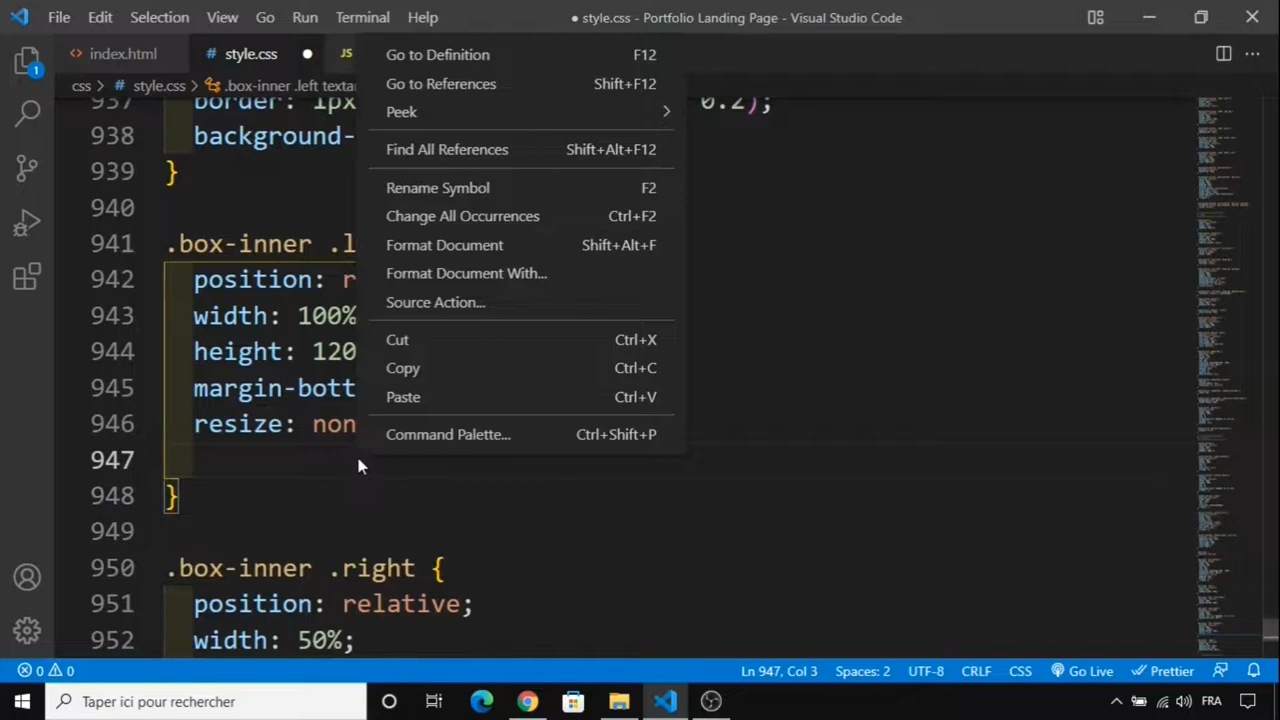 File Edit Selection View Go Run Terminal Help
● style.css - Portfolio Landing Page - Visual Studio Code
index.html
# style.css
JS
css > # style.css > .box-inner .left texta
1
937 border: 1px 0.2);
938 background-
939 }
940
941 .box-inner .l
942 position: r
943 width: 100%
944 height: 120
945 margin-bott
946 resize: non
947
948 }
949
950 .box-inner .right {
951 position: relative;
952 width: 50%;
Go to Definition F12
Go to References Shift+F12
Peek >
Find All References Shift+Alt+F12
Rename Symbol F2
Change All Occurrences Ctrl+F2
Format Document Shift+Alt+F
Format Document With...
Source Action...
Cut Ctrl+X
Copy Ctrl+C
Paste Ctrl+V
Command Palette... Ctrl+Shift+P
0 0 Ln 947, Col 3 Spaces: 2 UTF-8 CRLF CSS Go Live Prettier
Taper ici pour rechercher FRA